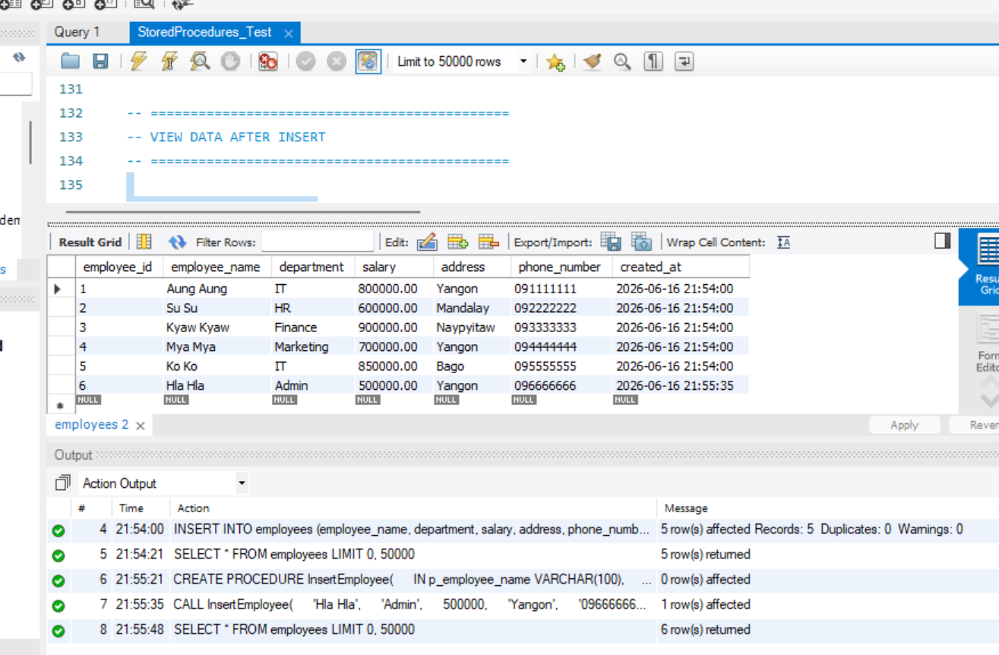 Query 1 StoredProcedures_Test
Limit to 50000 rows
131
132 -- =============================================
133 -- VIEW DATA AFTER INSERT
134 -- =============================================
135
Result Grid Filter Rows: Edit: Export/Import: Wrap Cell Content:
employee_id employee_name department salary address phone_number created_at
1 Aung Aung IT 800000.00 Yangon 091111111 2026-06-16 21:54:00
2 Su Su HR 600000.00 Mandalay 092222222 2026-06-16 21:54:00
3 Kyaw Kyaw Finance 900000.00 Naypyitaw 093333333 2026-06-16 21:54:00
4 Mya Mya Marketing 700000.00 Yangon 094444444 2026-06-16 21:54:00
5 Ko Ko IT 850000.00 Bago 095555555 2026-06-16 21:54:00
6 Hla Hla Admin 500000.00 Yangon 096666666 2026-06-16 21:55:35
NULL NULL NULL NULL NULL NULL NULL
employees 2
Apply
Output
Action Output
# Time Action Message
4 21:54:00 INSERT INTO employees (employee_name, department, salary, address, phone_numb... 5 row(s) affected Records: 5 Duplicates: 0 Warnings: 0
5 21:54:21 SELECT * FROM employees LIMIT 0, 50000 5 row(s) returned
6 21:55:21 CREATE PROCEDURE InsertEmployee( IN p_employee_name VARCHAR(100), ... 0 row(s) affected
7 21:55:35 CALL InsertEmployee( 'Hla Hla', 'Admin', 500000, 'Yangon', '09666666... 1 row(s) affected
8 21:55:48 SELECT * FROM employees LIMIT 0, 50000 6 row(s) returned